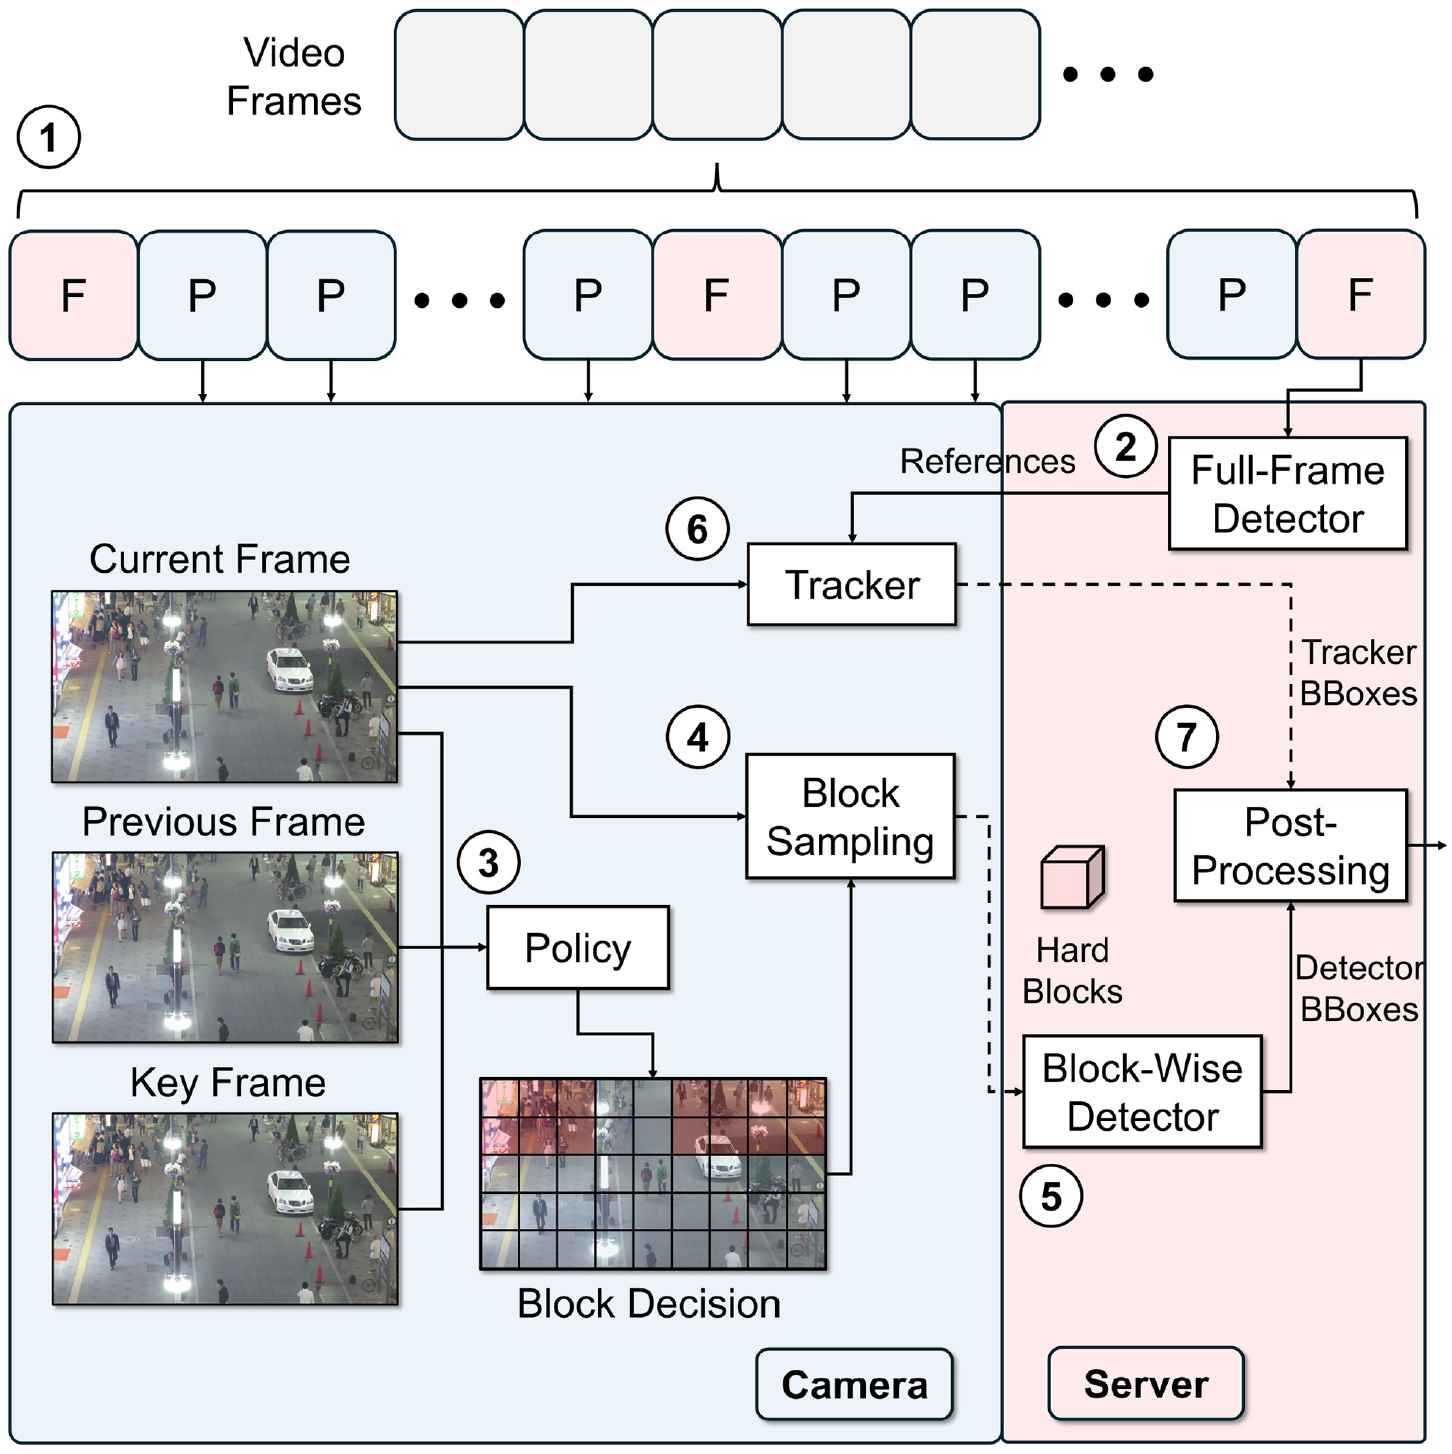 Video
Frames
1
F P P P F P P P F
References
2
Full-Frame
Detector
6
Current Frame
Tracker
Tracker
BBoxes
4
7
Block
Sampling
Post-
Processing
Previous Frame
3
Policy
Hard
Blocks
Detector
BBoxes
Block-Wise
Detector
Key Frame
5
Block Decision
Camera
Server